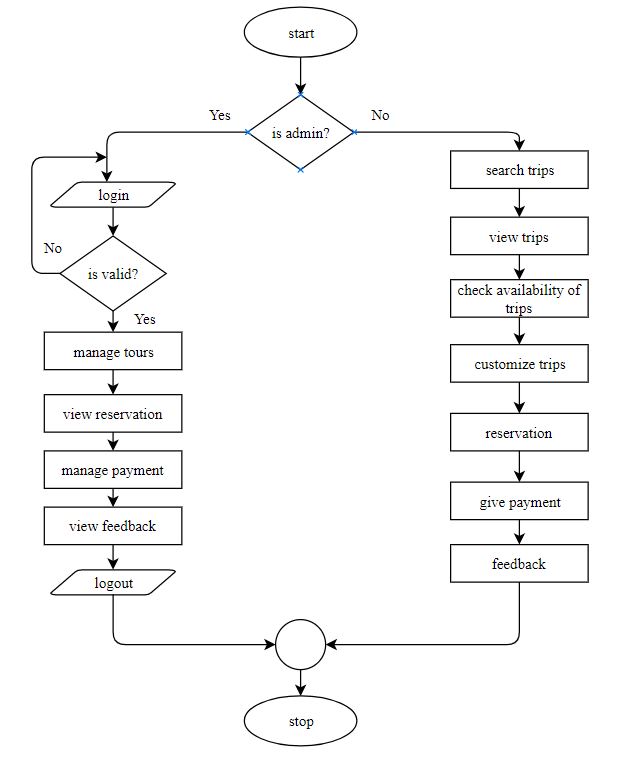 start
Yes
No
is admin?
search trips
login
view trips
No
is valid?
check availability of
trips
Yes
manage tours
customize trips
view reservation
reservation
manage payment
give payment
view feedback
feedback
logout
stop